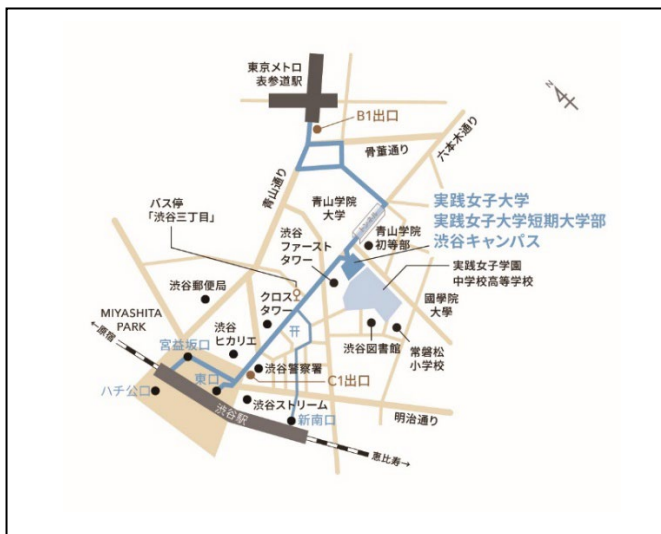 東京メトロ
表参道駅
B1出口
骨董通り
六本木通り
青山通り
青山学院
大学
実践女子大学
実践女子大学短期大学部
渋谷キャンパス
バス停
「渋谷三丁目」
渋谷
ファースト
タワー
青山学院
初等部
実践女子学園
中学校高等学校
渋谷郵便局
クロス
タワー
國學院
大學
MIYASHITA
PARK
渋谷
ヒカリエ
渋谷図書館
常磐松
小学校
←原宿
宮益坂口
渋谷警察署
C1出口
ハチ公口
東口
渋谷ストリーム
明治通り
渋谷駅
新南口
恵比寿→